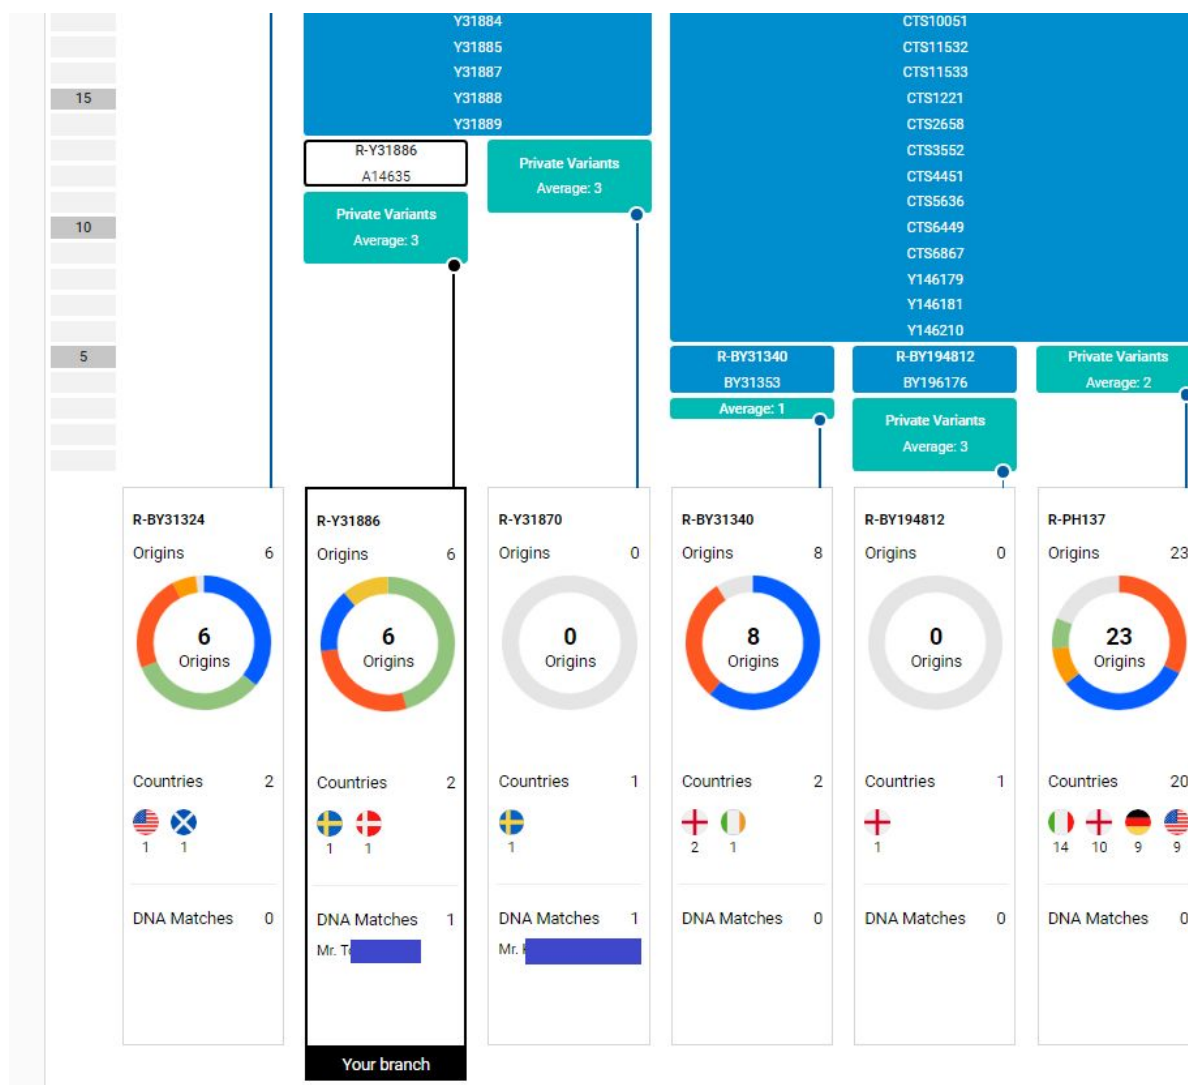 Y31884
Y31885
Y31887
Y31888
Y31889
CTS10051
CTS11532
CTS11533
CTS1221
CTS2658
CTS3552
CTS4451
CTS5636
CTS6449
CTS6867
Y146179
Y146181
Y146210
15
10
5
R-Y31886
A14635
Private Variants
Average: 3
Private Variants
Average: 3
R-BY31340
BY31353
Average: 1
R-BY194812
BY196176
Private Variants
Average: 3
Private Variants
Average: 2
R-BY31324
Origins 6
6
Origins
Countries 2
1 1
DNA Matches 0
R-Y31886
Origins 6
6
Origins
Countries 2
1 1
DNA Matches 1
Mr.
Your branch
R-Y31870
Origins 0
0
Origins
Countries 1
1
DNA Matches 1
Mr.
R-BY31340
Origins 8
8
Origins
Countries 2
2 1
DNA Matches 0
R-BY194812
Origins 0
0
Origins
Countries 1
1
DNA Matches 0
R-PH137
Origins 23
23
Origins
Countries 20
14 10 9 9
DNA Matches 0